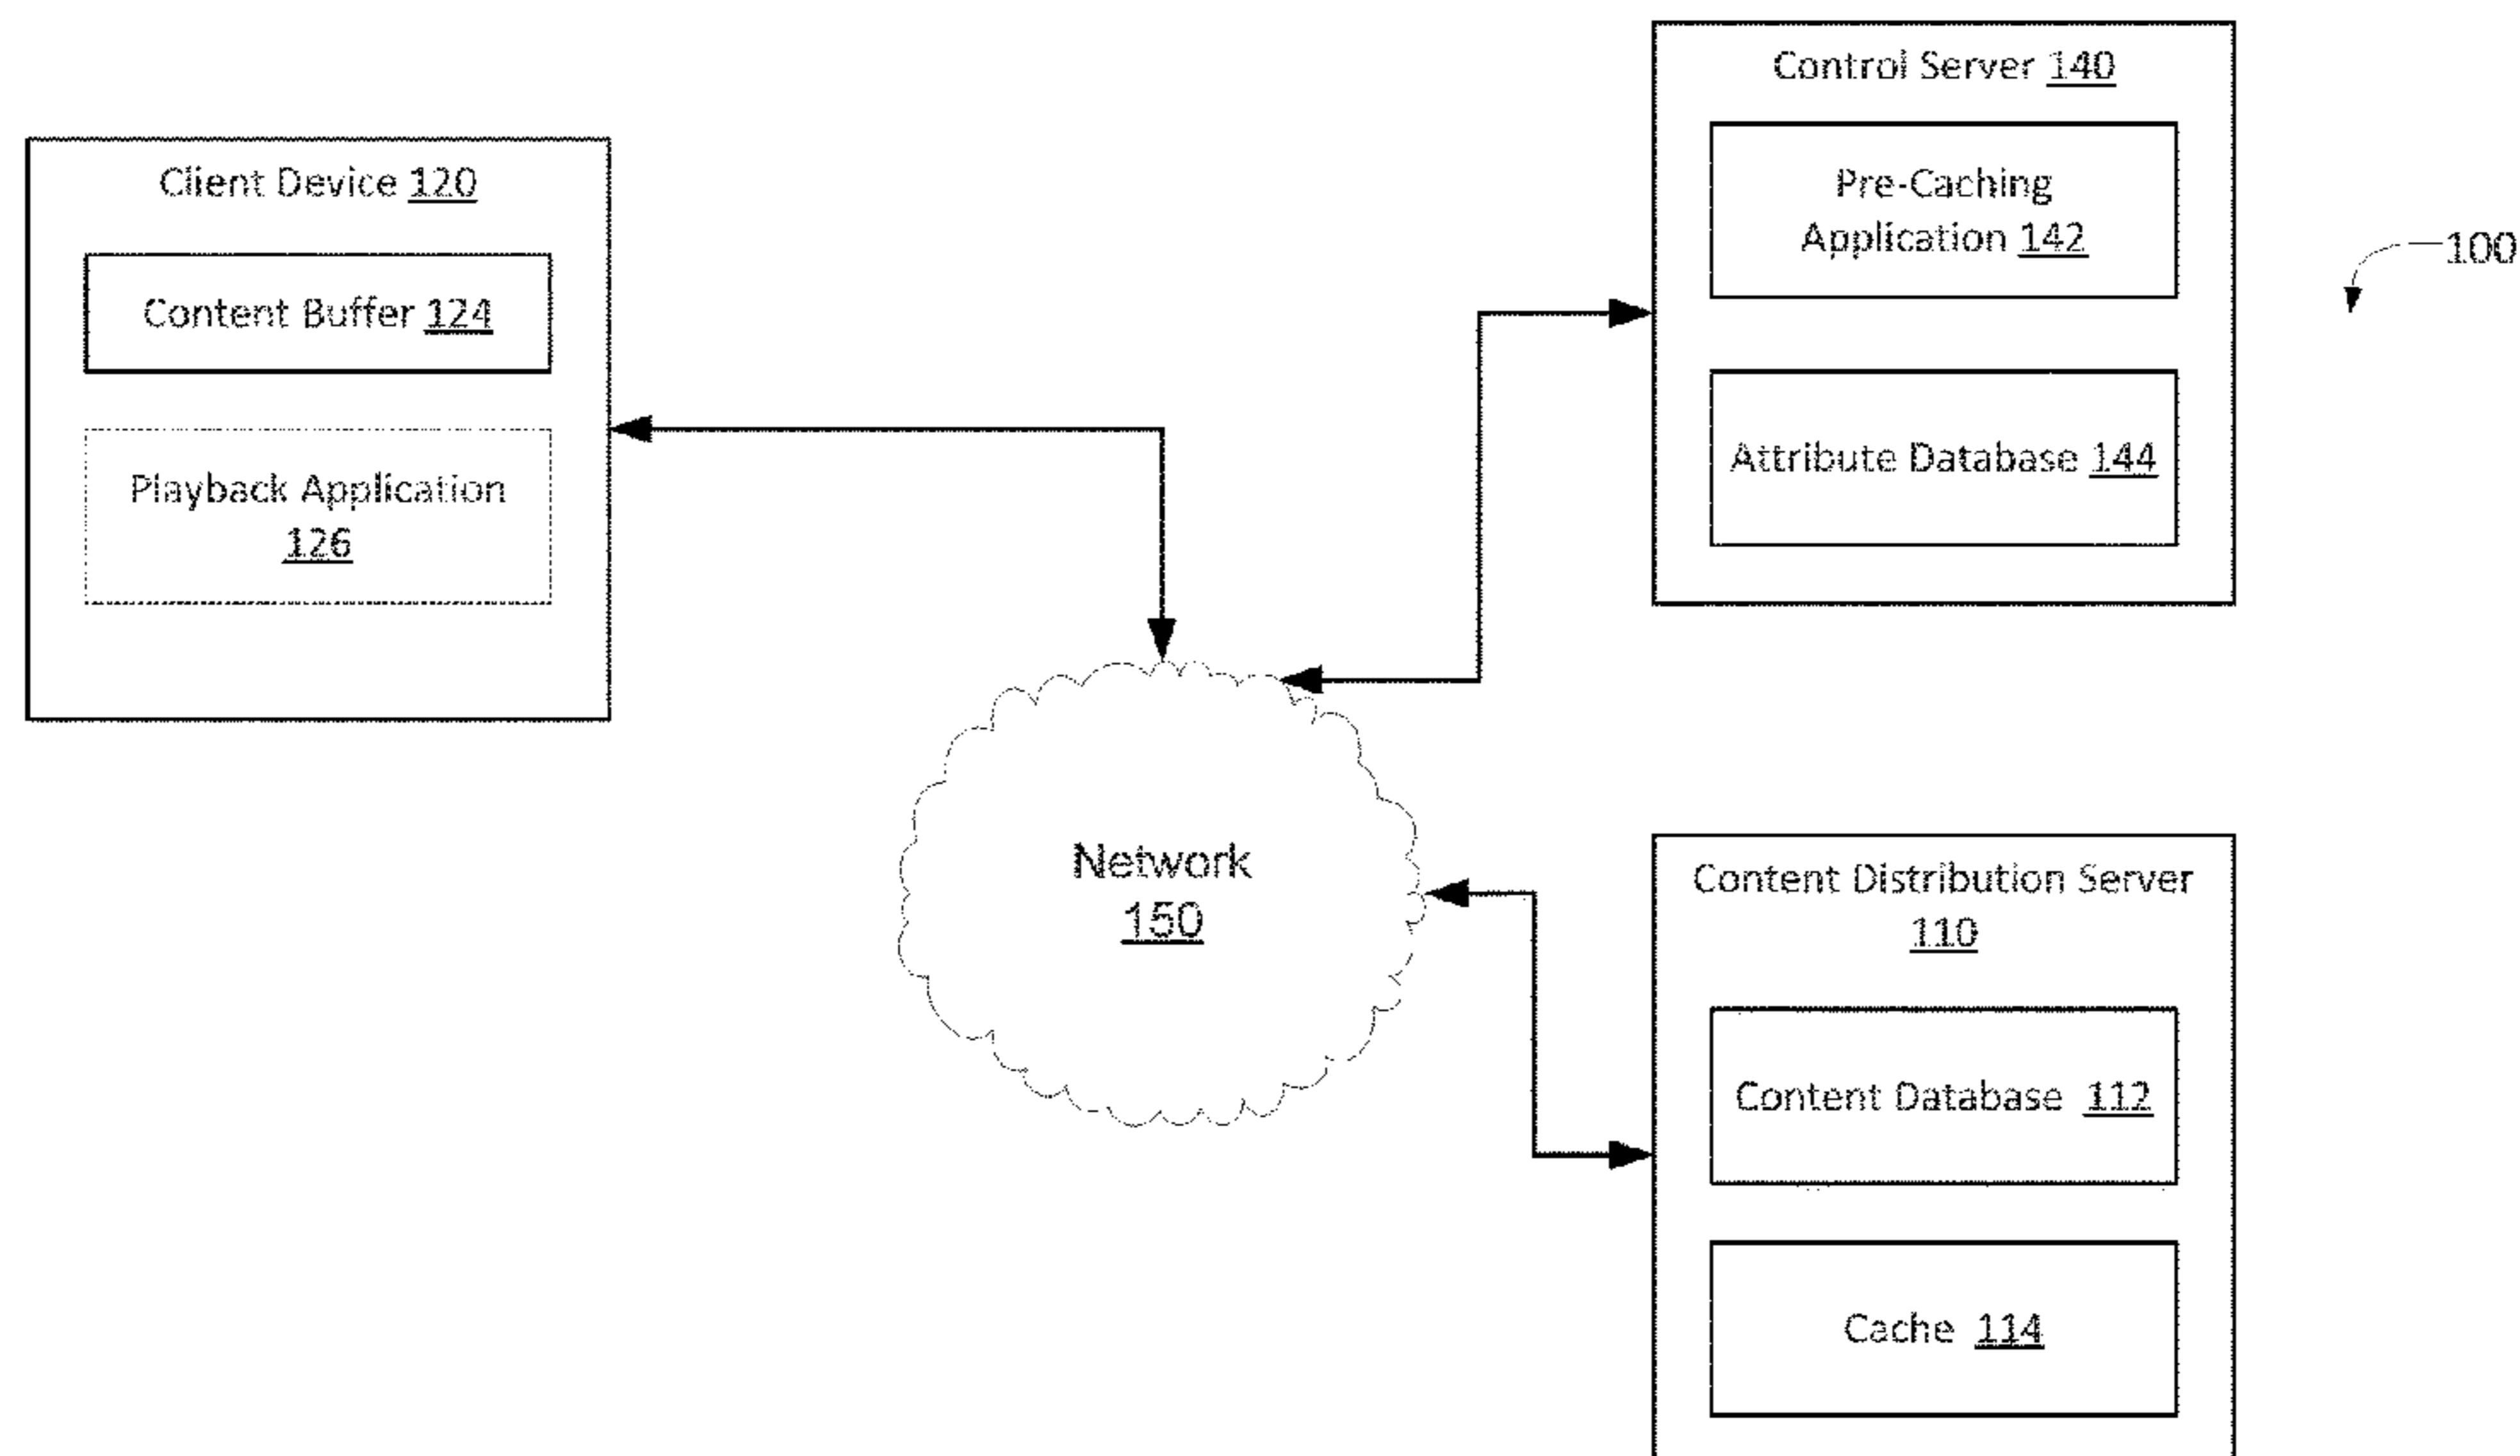 Client Device 120
Content Buffer 124
Playback Application
126
Control Server 140
Pre-Caching
Application 142
Attribute Database 144
100
Network
150
Content Distribution Server
110
Content Database 112
Cache 114